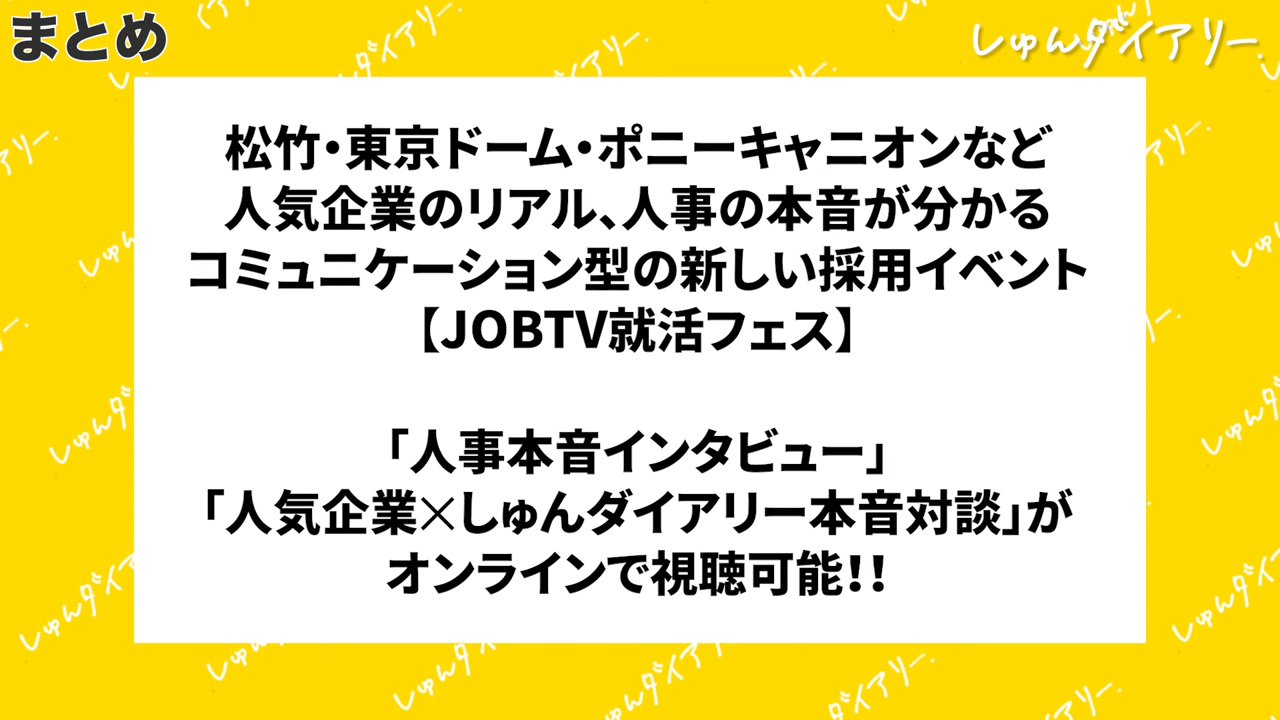 まとめ
しゅんダイアリー.
松竹・東京ドーム・ポニーキャニオンなど
人気企業のリアル、人事の本音が分かる
コミュニケーション型の新しい採用イベント
【JOBTV就活フェス】
「人事本音インタビュー」
「人気企業×しゅんダイアリー本音対談」が
オンラインで視聴可能!!